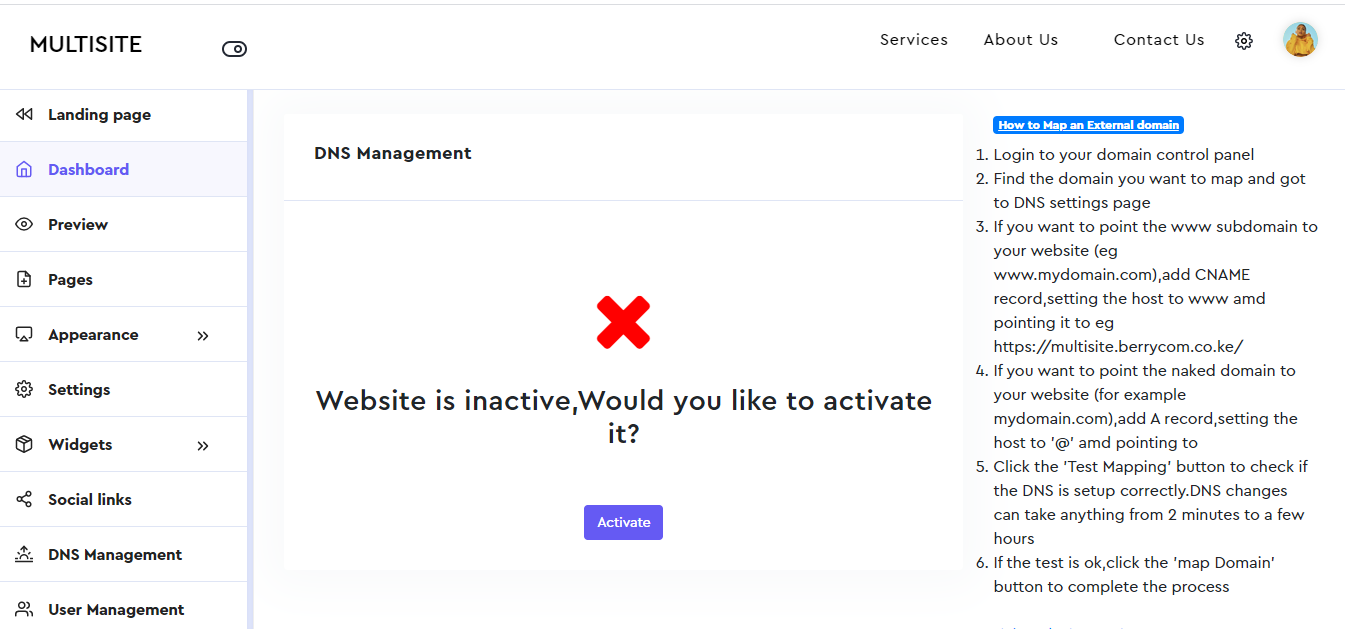 MULTISITE
Services
About Us
Contact Us
Landing page
Dashboard
Preview
Pages
Appearance
Settings
Widgets
Social links
DNS Management
User Management
DNS Management
Website is inactive,Would you like to activate
it?
Activate
How to Map an External domain
1. Login to your domain control panel
2. Find the domain you want to map and got
to DNS settings page
3. If you want to point the www subdomain to
your website (eg
www.mydomain.com),add CNAME
record,setting the host to www amd
pointing it to eg
https://multisite.berrycom.co.ke/
4. If you want to point the naked domain to
your website (for example
mydomain.com),add A record,setting the
host to '@' amd pointing to
5. Click the 'Test Mapping' button to check if
the DNS is setup correctly.DNS changes
can take anything from 2 minutes to a few
hours
6. If the test is ok,click the 'map Domain'
button to complete the process